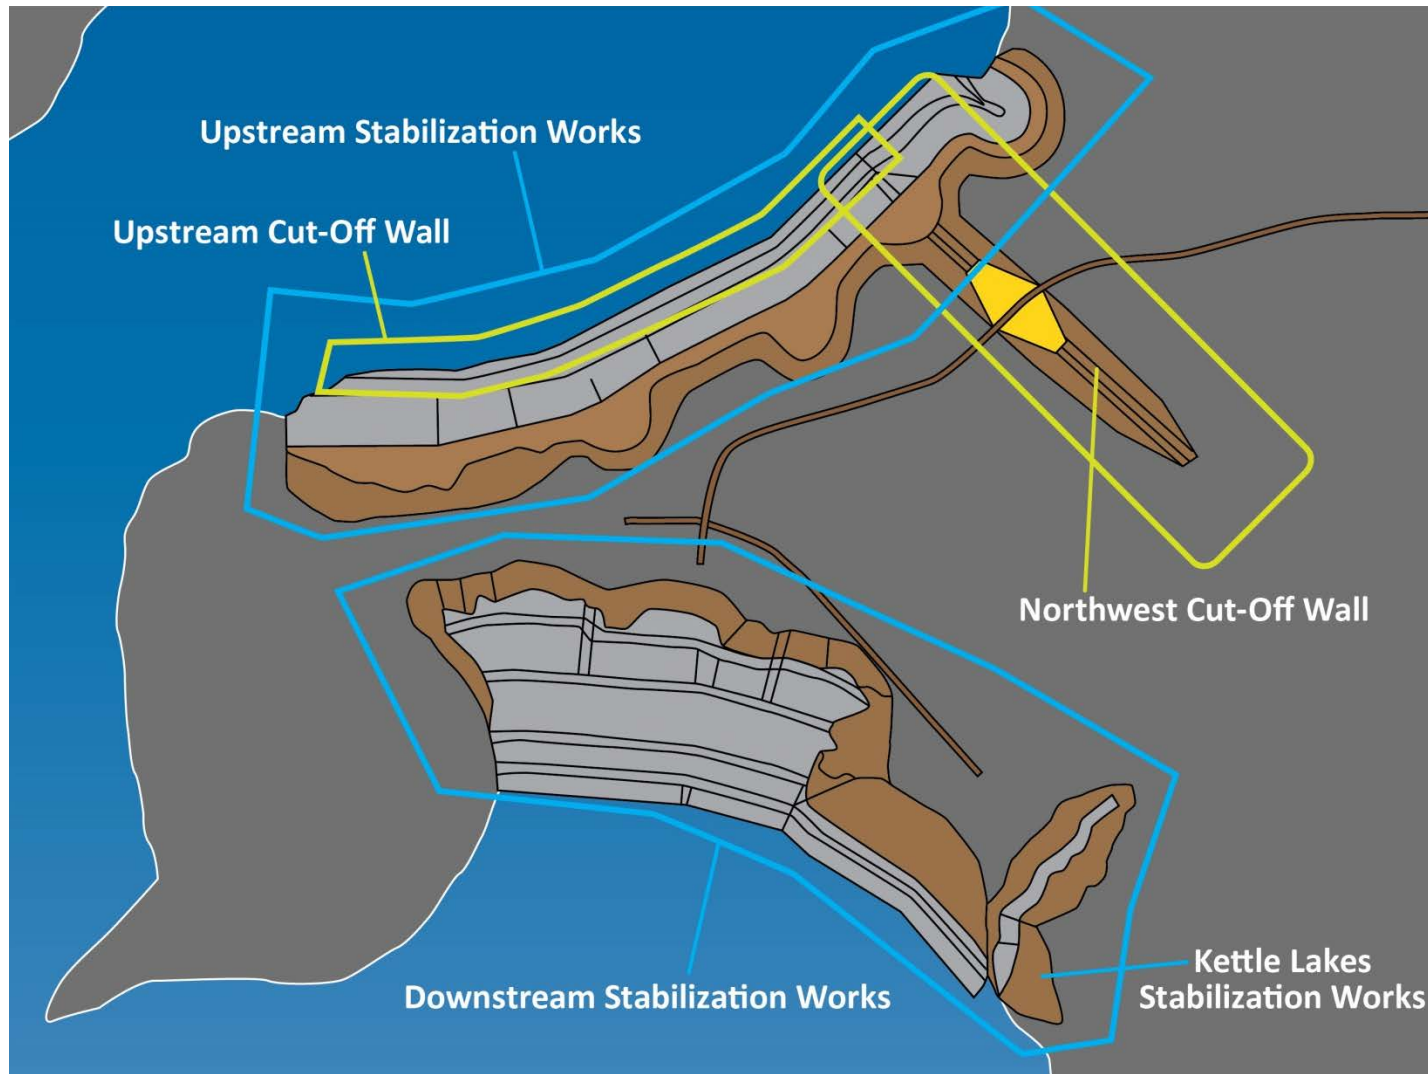 Upstream Stabilization Works
Upstream Cut-Off Wall
Northwest Cut-Off Wall
Downstream Stabilization Works
Kettle Lakes
Stabilization Works